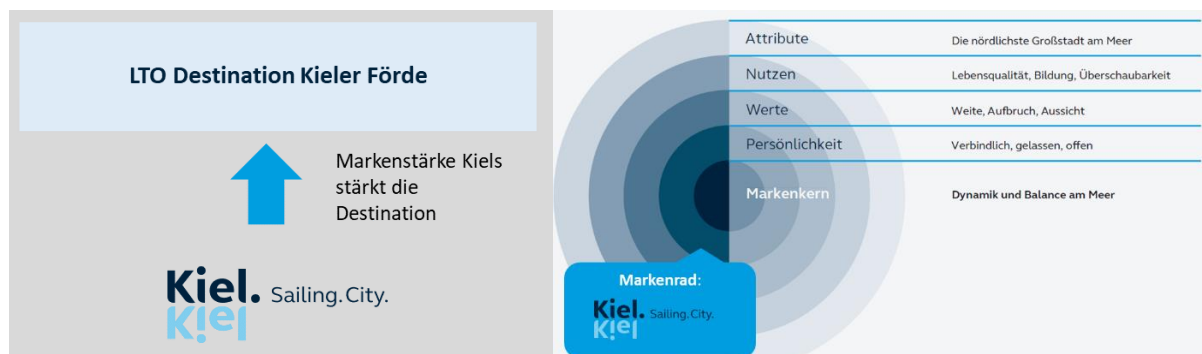 LTO Destination Kieler Förde
Markenstärke Kiels
stärkt die
Destination
Kiel. Sailing.City.
Kiel
Attribute Die nördlichste Großstadt am Meer
Nutzen Lebensqualität, Bildung, Überschaubarkeit
Werte Weite, Aufbruch, Aussicht
Persönlichkeit Verbindlich, gelassen, offen
Markenkern Dynamik und Balance am Meer
Markenrad:
Kiel. Sailing.City.
Kiel